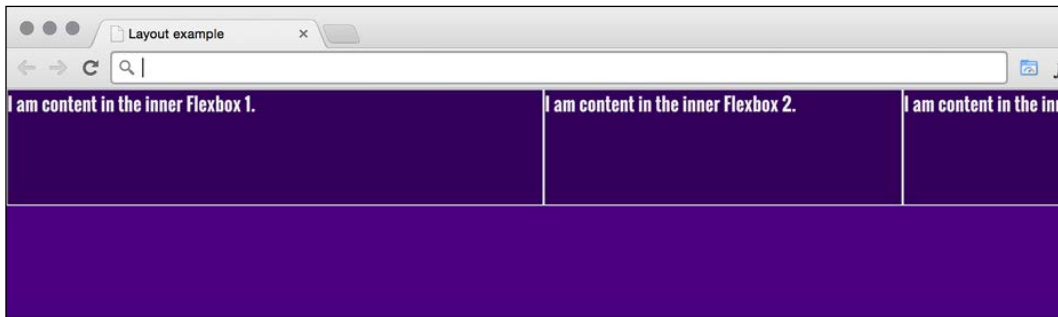 Layout example
I am content in the inner Flexbox 1.
I am content in the inner Flexbox 2.
I am content in the